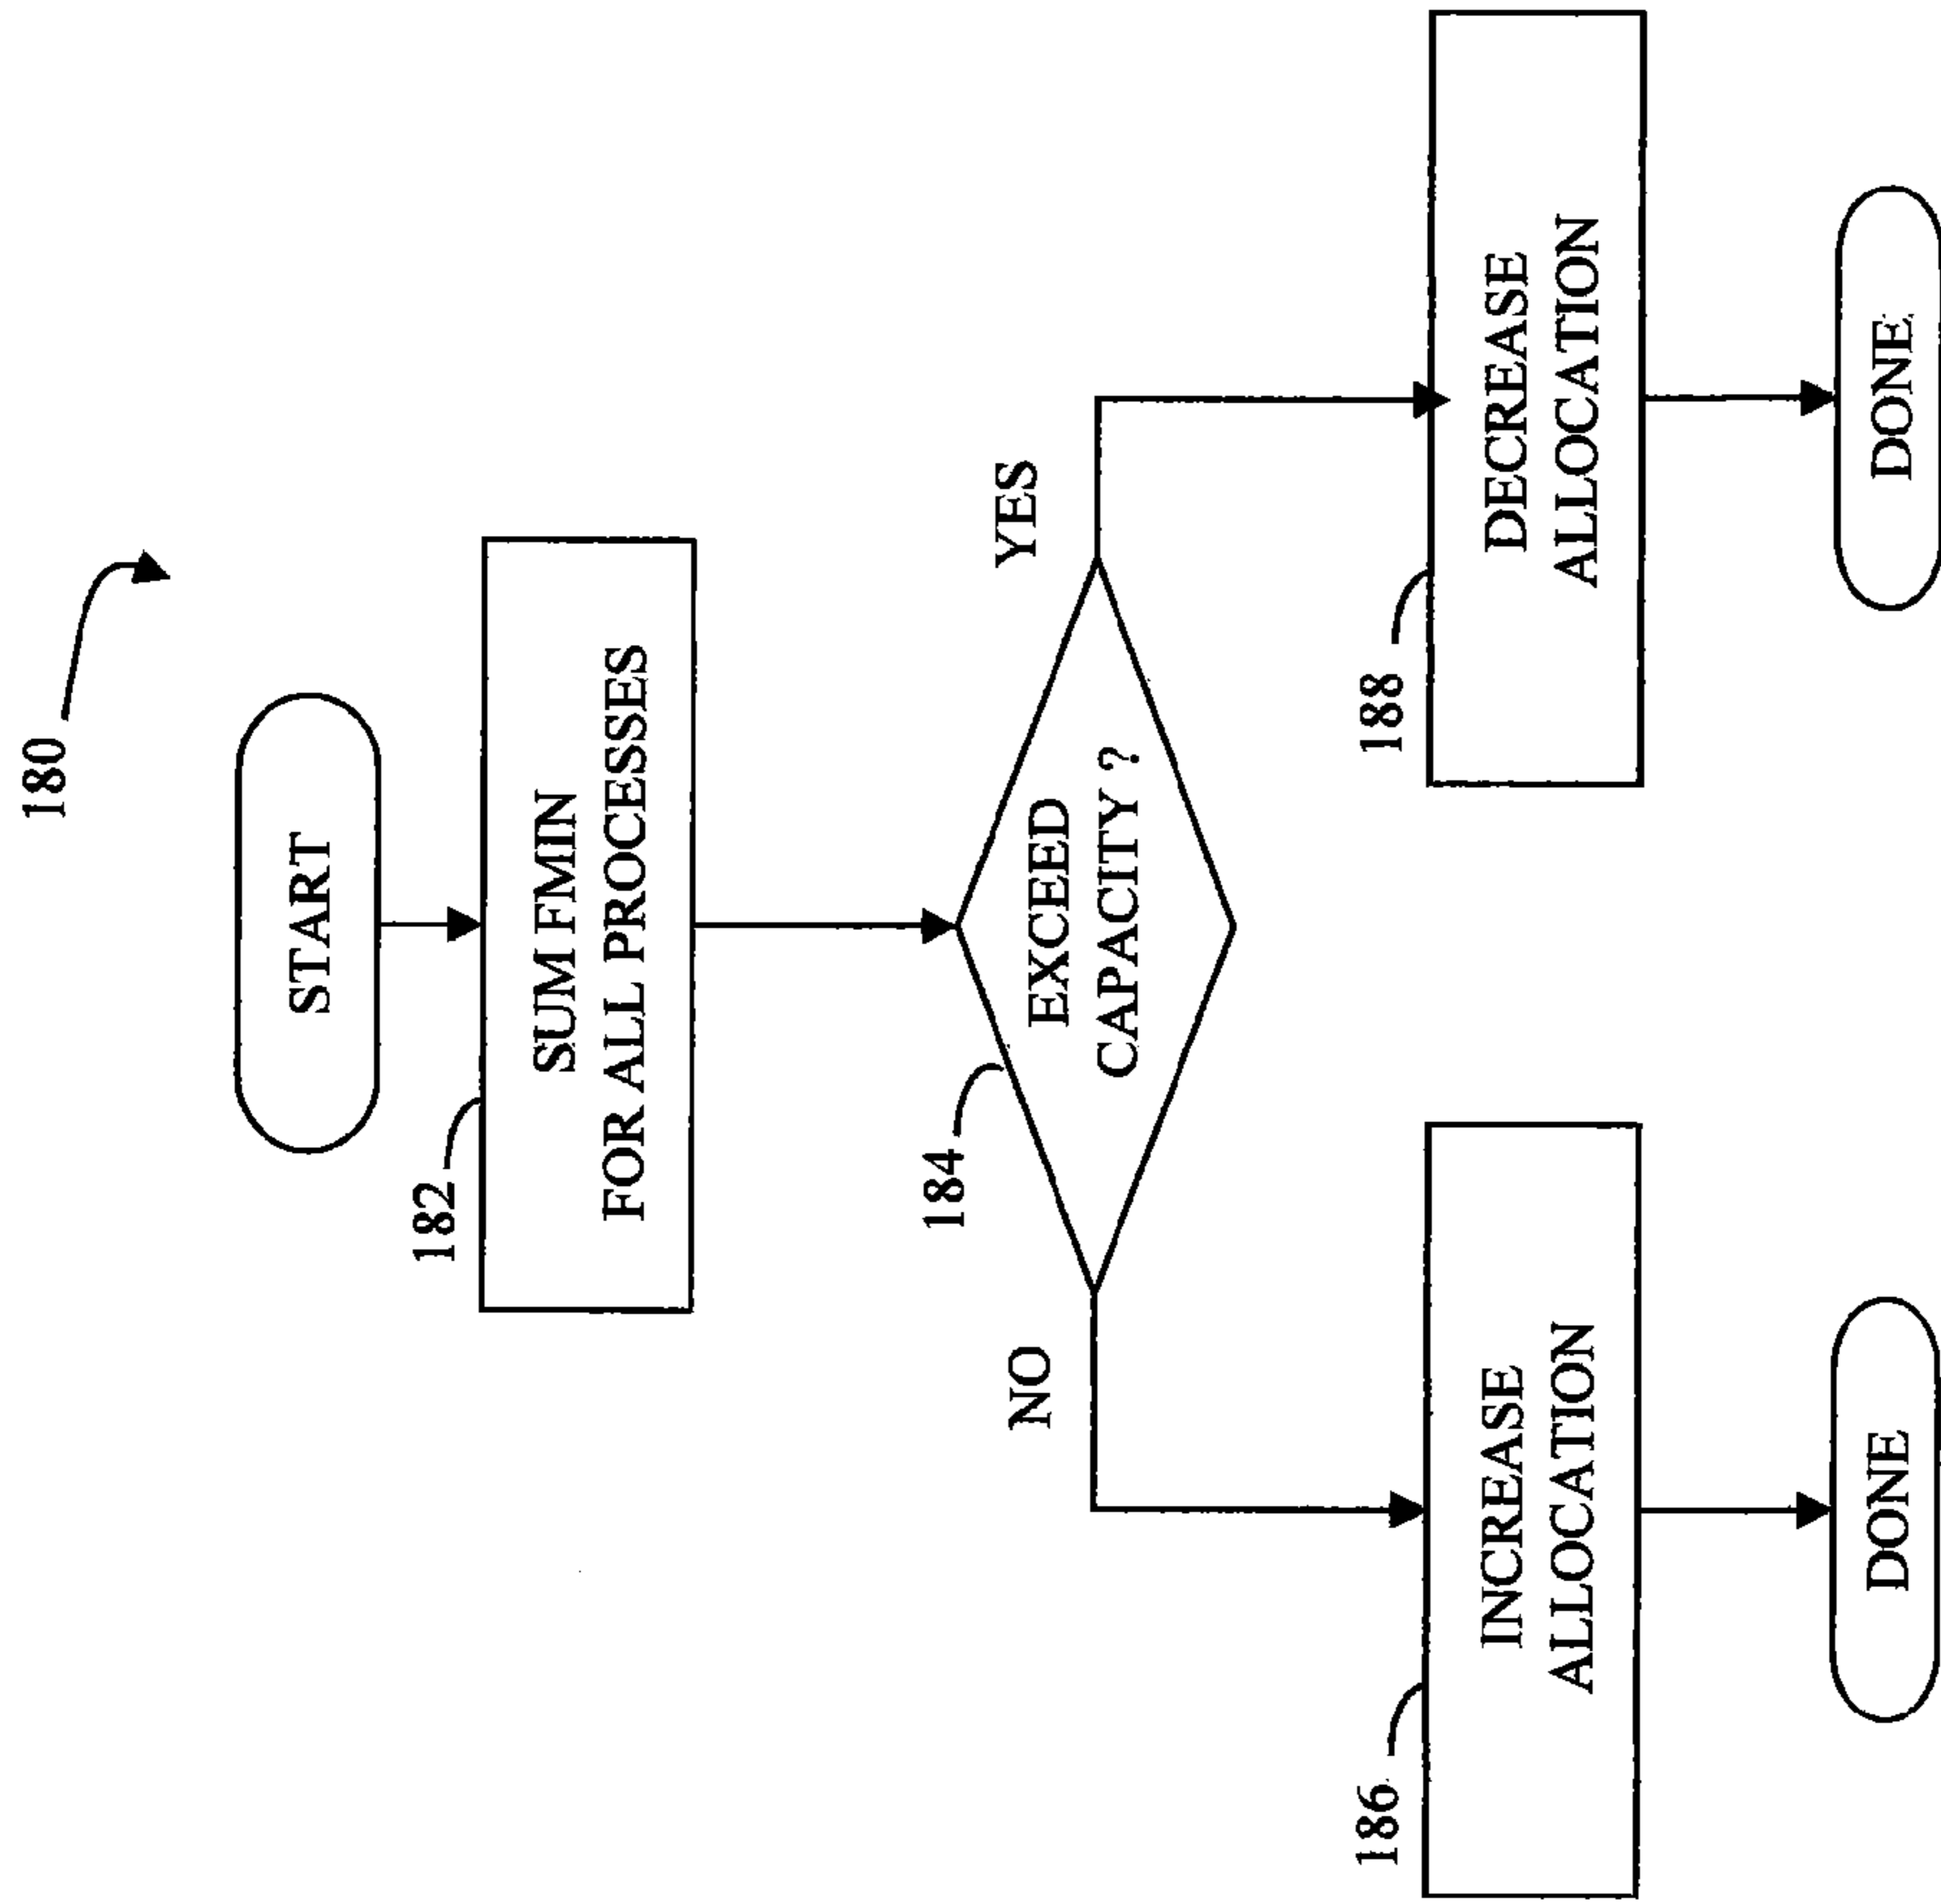 180
START
182
SUM FMIN
FOR ALL PROCESSES
184
EXCEED
CAPACITY ?
NO
YES
186
INCREASE
ALLOCATION
188
DECREASE
ALLOCATION
DONE
DONE